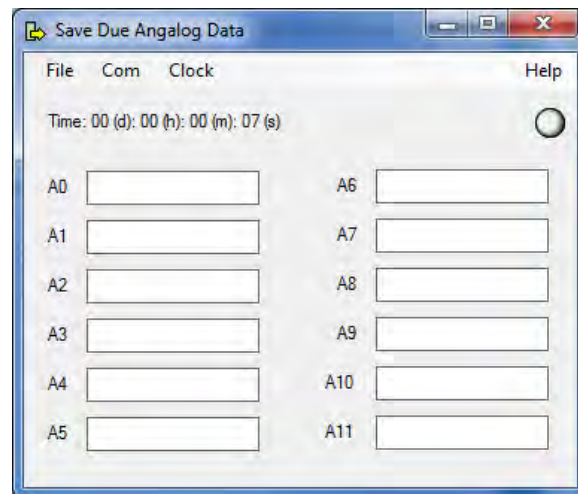 Save Due Angalog Data
File Com Clock Help
Time: 00 (d): 00 (h): 00 (m): 07 (s)
A0 A6
A1 A7
A2 A8
A3 A9
A4 A10
A5 A11